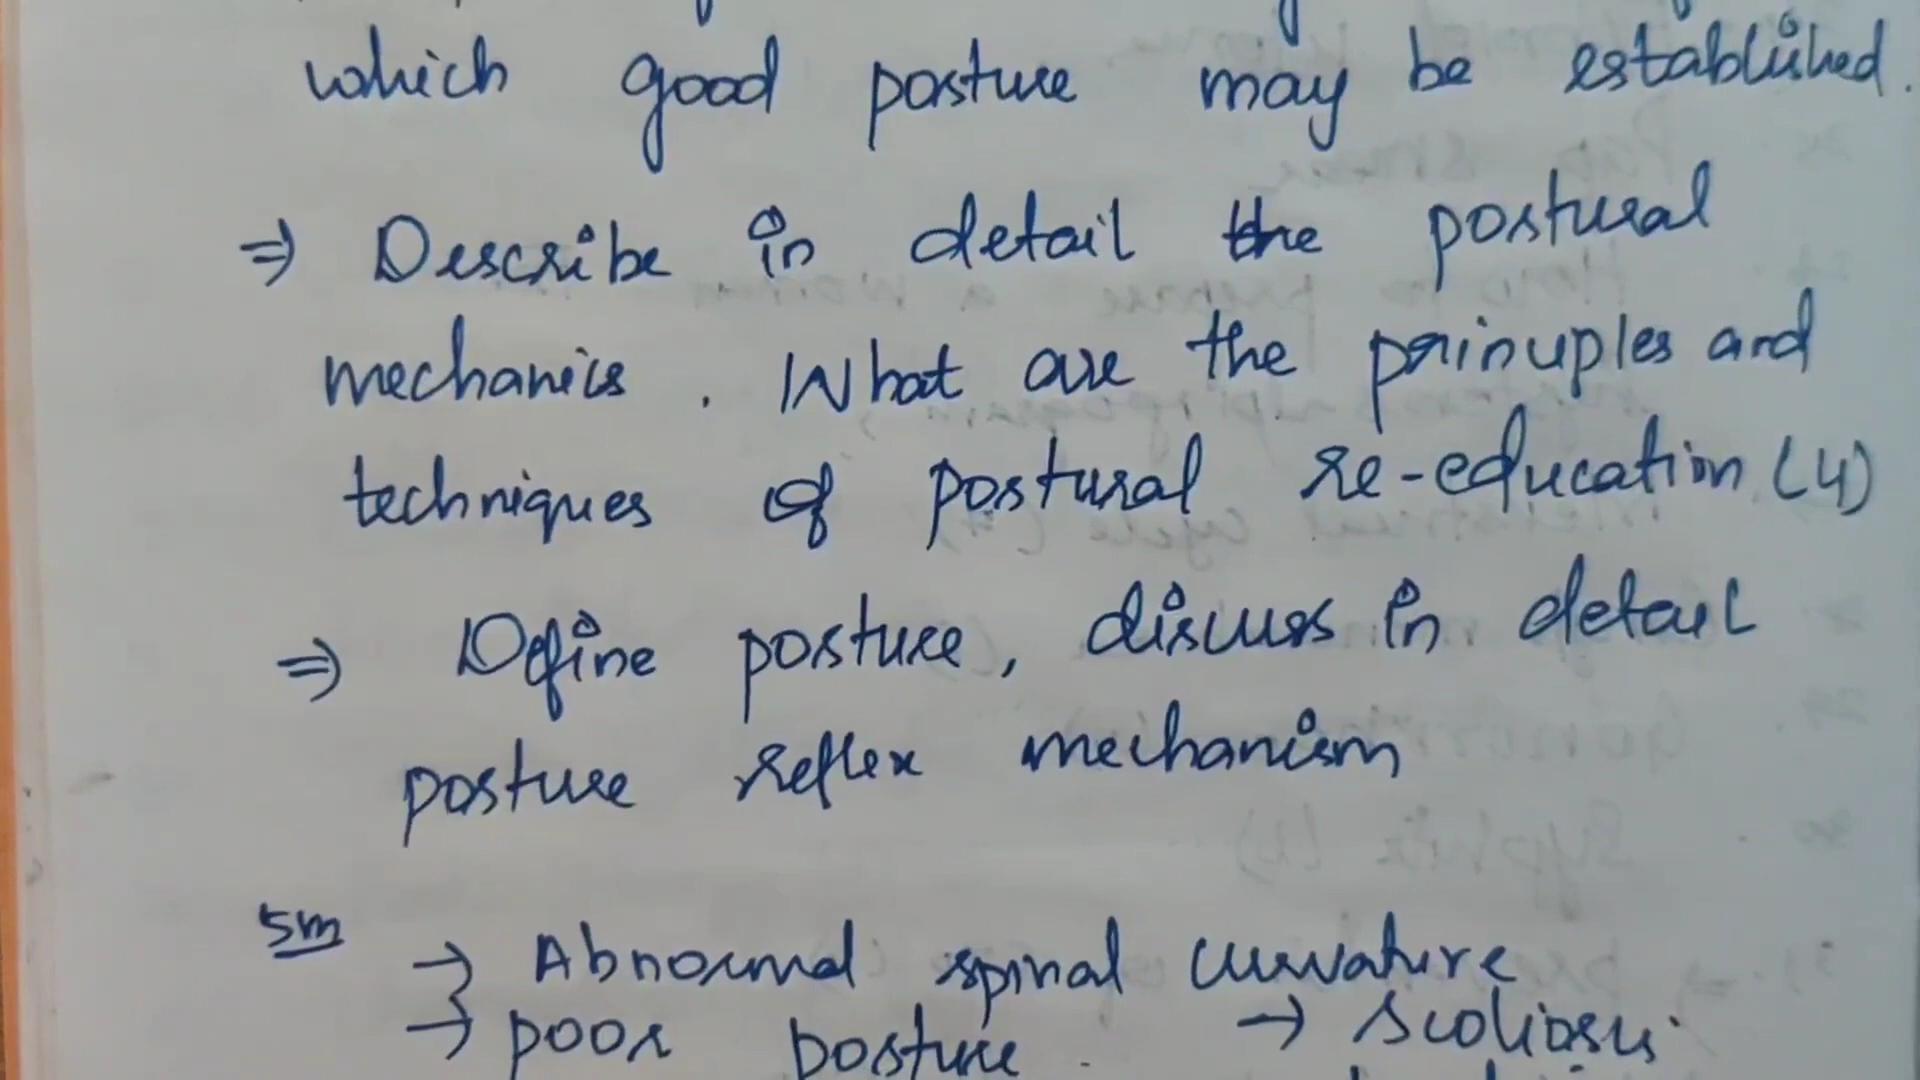 which good posture may be established.
⇒ Describe in detail the postural
mechanics. What are the principles and
techniques of postural re-education (4)
⇒ Define posture, discuss in detail
posture reflex mechanism
5m → Abnormal spinal curvature
→ poor posture. → scoliosis.